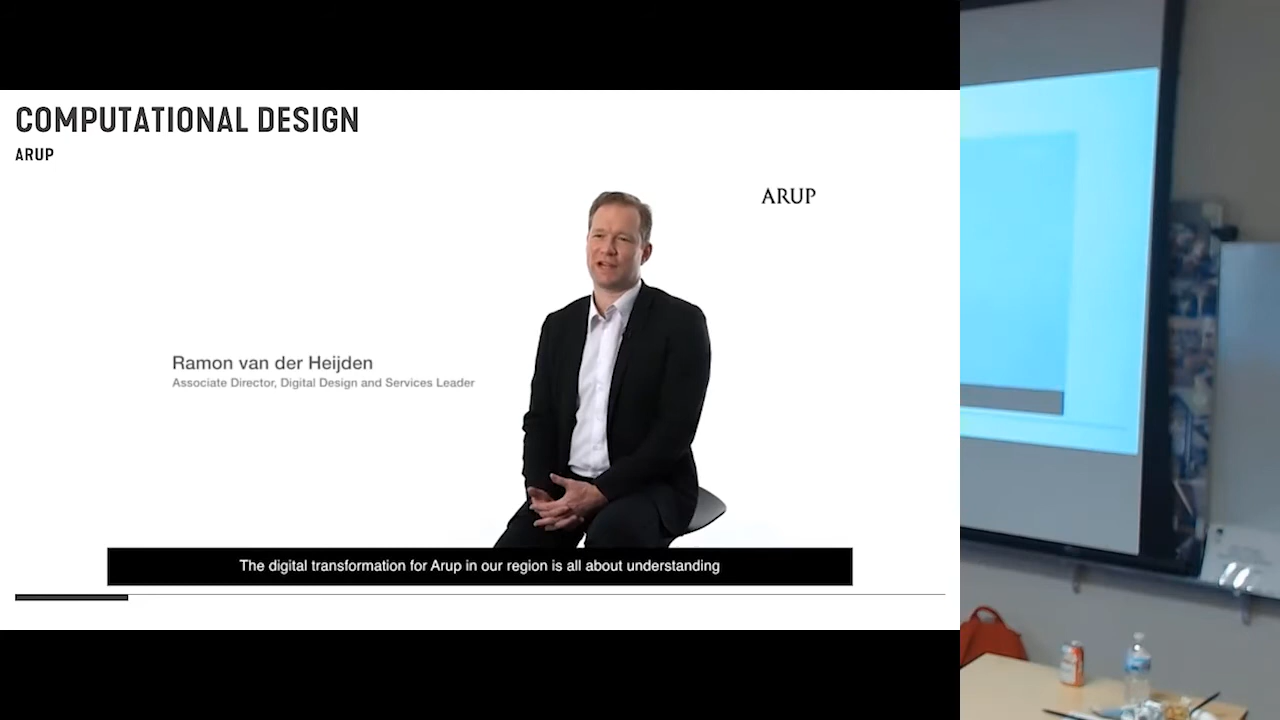 COMPUTATIONAL DESIGN
ARUP
ARUP
Ramon van der Heijden
Associate Director, Digital Design and Services Leader
The digital transformation for Arup in our region is all about understanding